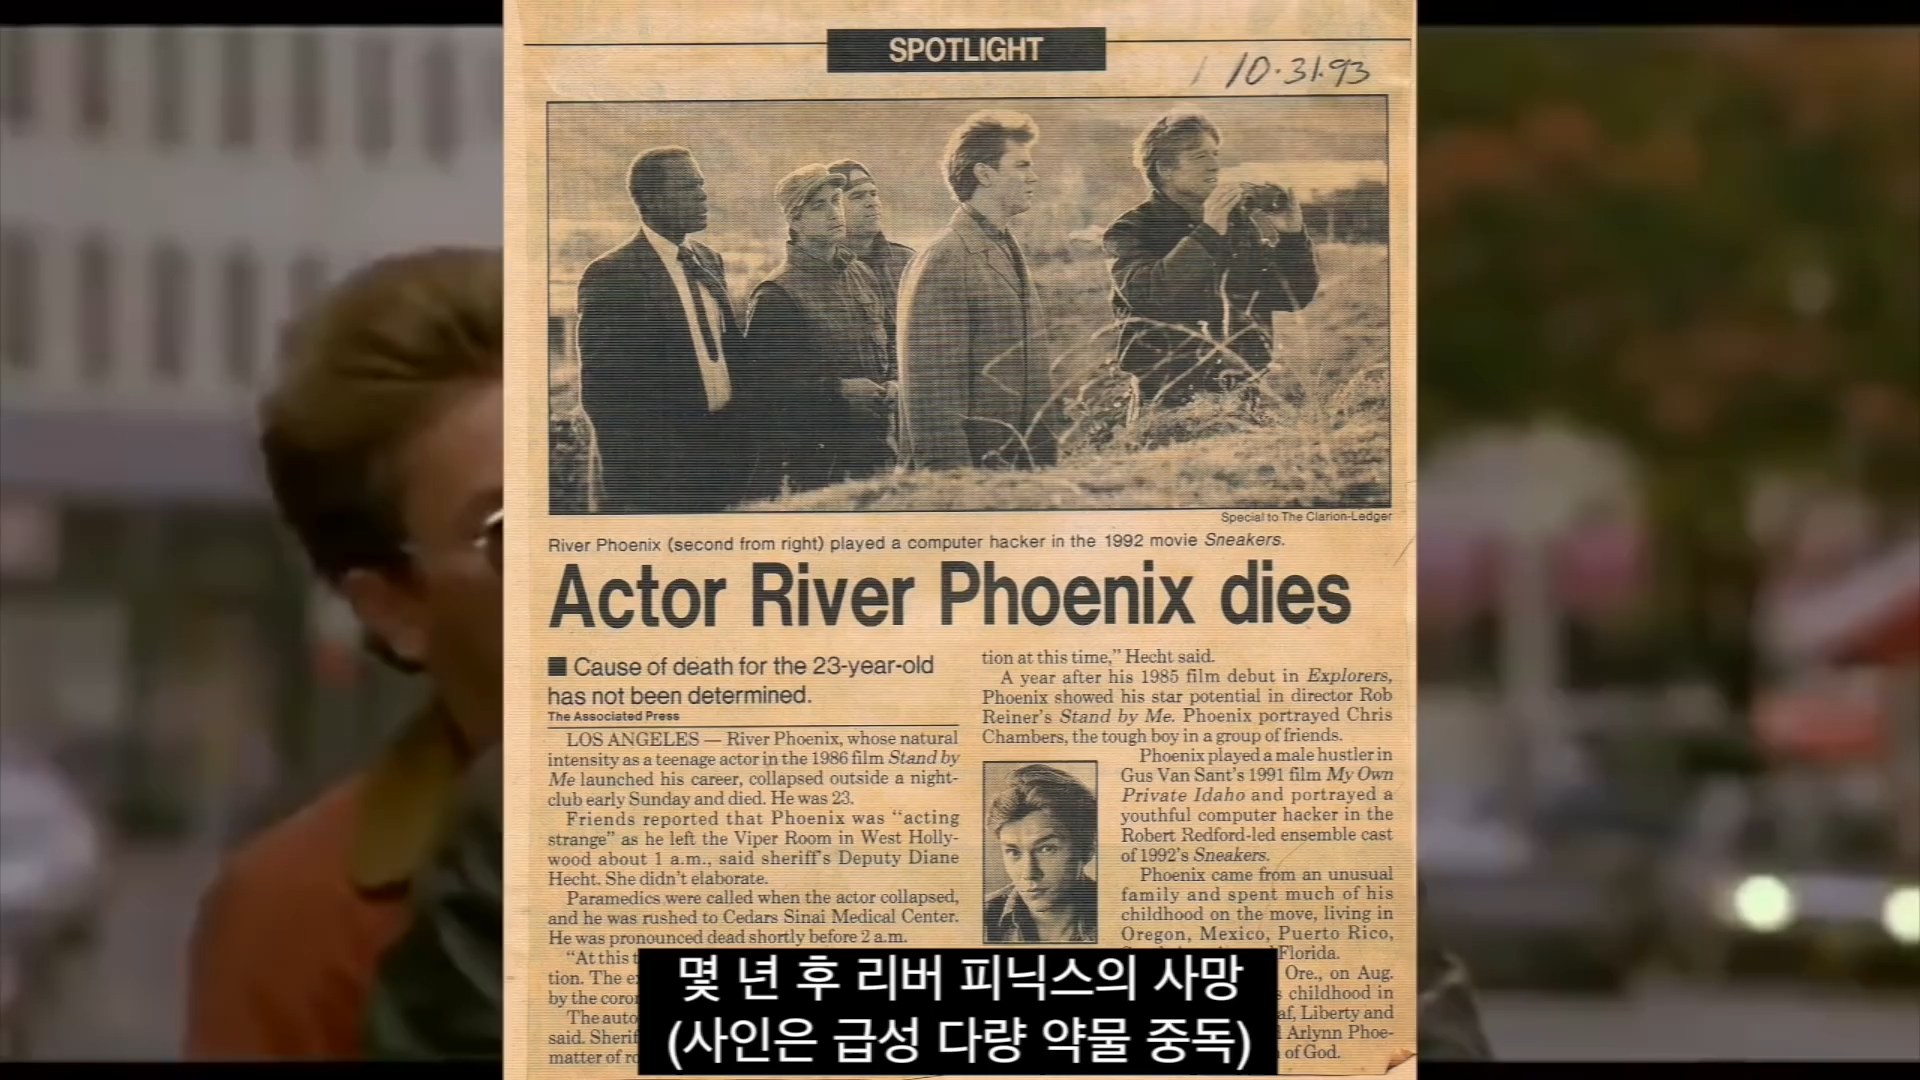 SPOTLIGHT
10.31.93
Special to The Clarion-Ledger
River Phoenix (second from right) played a computer hacker in the 1992 movie Sneakers.
Actor River Phoenix dies
■ Cause of death for the 23-year-old
has not been determined.
The Associated Press
LOS ANGELES — River Phoenix, whose natural
intensity as a teenage actor in the 1986 film Stand by
Me launched his career, collapsed outside a night-
club early Sunday and died. He was 23.
Friends reported that Phoenix was “acting
strange” as he left the Viper Room in West Holly-
wood about 1 a.m., said sheriff’s Deputy Diane
Hecht. She didn’t elaborate.
Paramedics were called when the actor collapsed,
and he was rushed to Cedars Sinai Medical Center.
He was pronounced dead shortly before 2 a.m.
“At this
tion. The
by the
The
said.
matter of
tion at this time,” Hecht said.
A year after his 1985 film debut in Explorers,
Phoenix showed his star potential in director Rob
Reiner’s Stand by Me. Phoenix portrayed Chris
Chambers, the tough boy in a group of friends.
Phoenix played a male hustler in
Gus Van Sant’s 1991 film My Own
Private Idaho and portrayed a
youthful computer hacker in the
Robert Redford-led ensemble cast
of 1992’s Sneakers.
Phoenix came from an unusual
family and spent much of his
childhood on the move, living in
Oregon, Mexico, Puerto Rico,
Florida.
Ore., on Aug.
childhood in
Liberty and
Arlynn Phoe-
of God.
몇 년 후 리버 피닉스의 사망
(사인은 급성 다량 약물 중독)